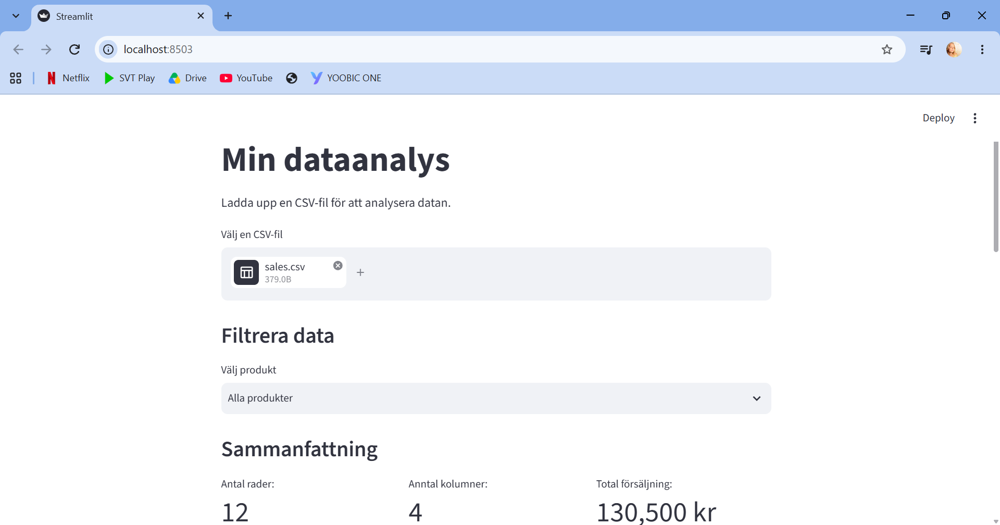 Streamlit
localhost:8503
Netflix SVT Play Drive YouTube YOOBIC ONE
Deploy
Min dataanalys
Ladda upp en CSV-fil för att analysera datan.
Välj en CSV-fil
sales.csv
379.0B
Filtrera data
Välj produkt
Alla produkter
Sammanfattning
Antal rader: Anntal kolumner: Total försäljning:
12 4 130,500 kr